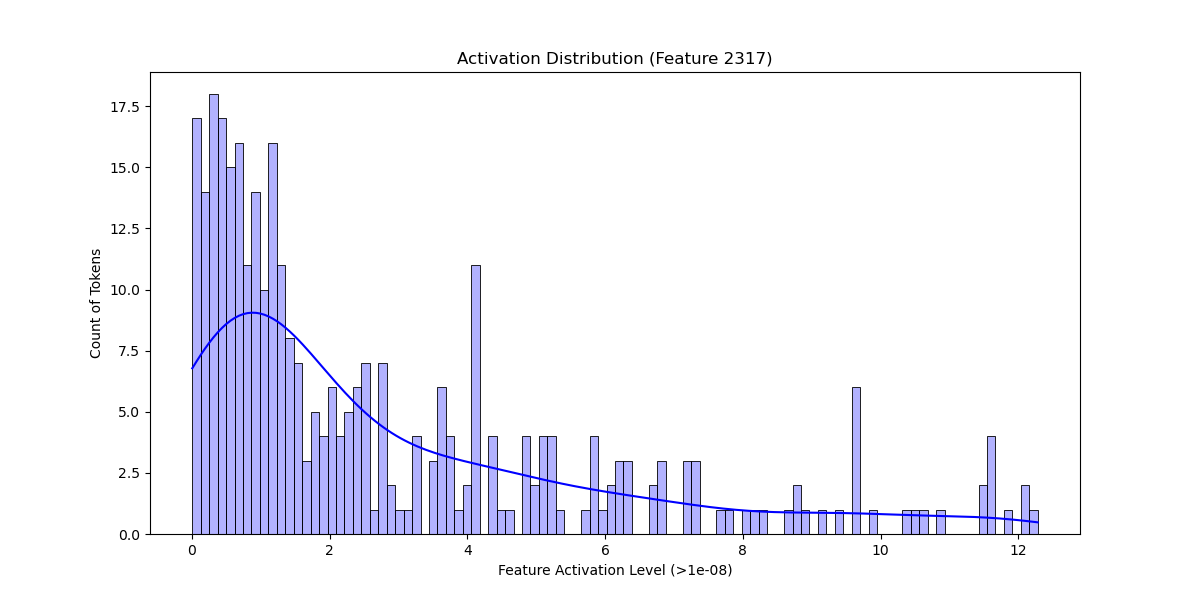 Activation Distribution (Feature 2317)
17.5
15.0
12.5
10.0
7.5
5.0
2.5
0.0
Count of Tokens
0 2 4 6 8 10 12
Feature Activation Level (>1e-08)